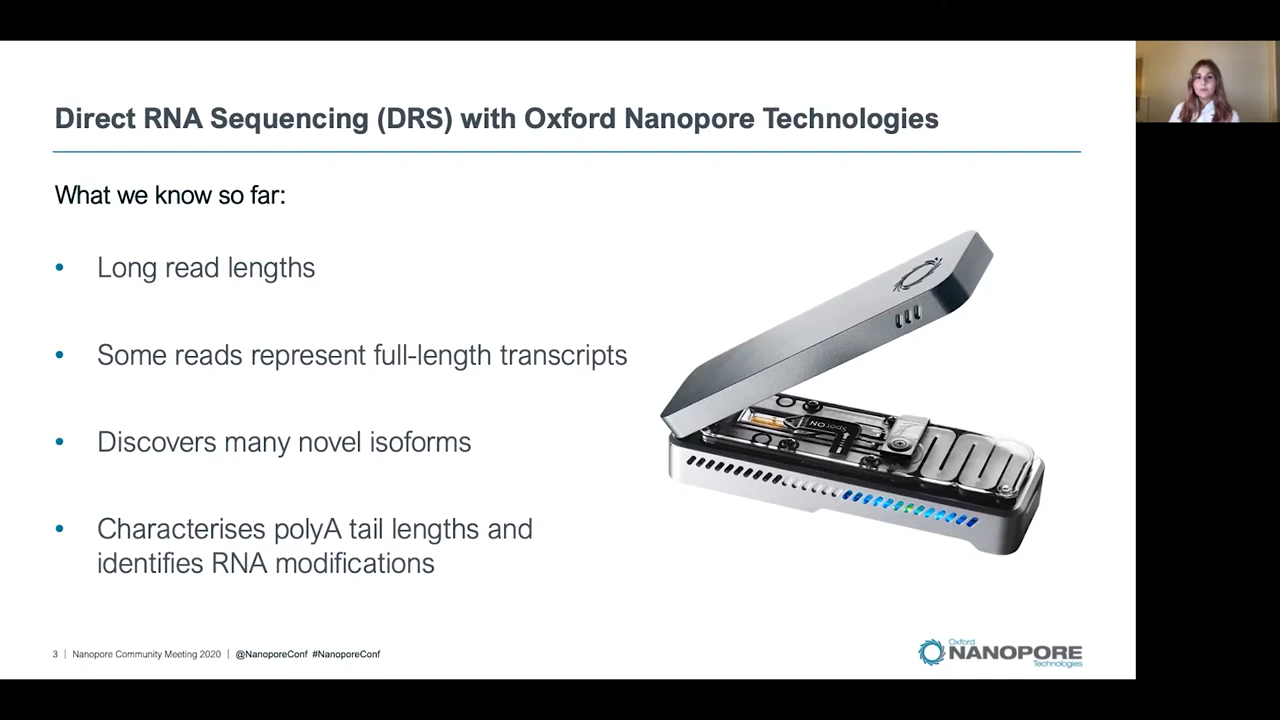 Direct RNA Sequencing (DRS) with Oxford Nanopore Technologies
What we know so far:
• Long read lengths
• Some reads represent full-length transcripts
• Discovers many novel isoforms
• Characterises polyA tail lengths and
identifies RNA modifications
SpotON
3 | Nanopore Community Meeting 2020 | @NanoporeConf #NanoporeConf
Oxford
NANOPORE
Technologies